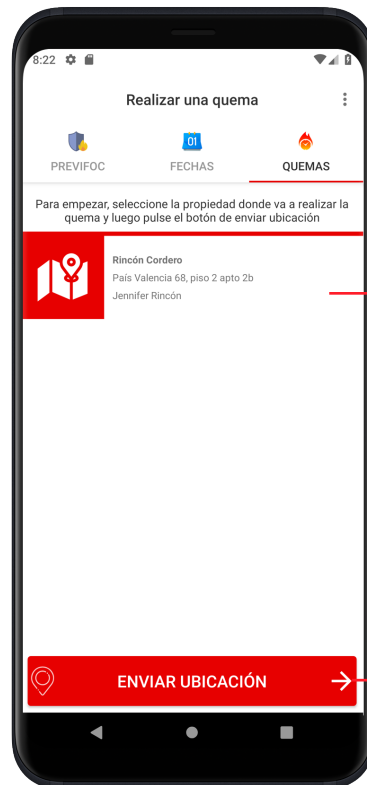 8:22
Realizar una quema
01
PREVIFOC
FECHAS
QUEMAS
Para empezar, seleccione la propiedad donde va a realizar la
quema y luego pulse el botón de enviar ubicación
Rincón Cordero
País Valencia 68, piso 2 apto 2b
Jennifer Rincón
ENVIAR UBICACIÓN